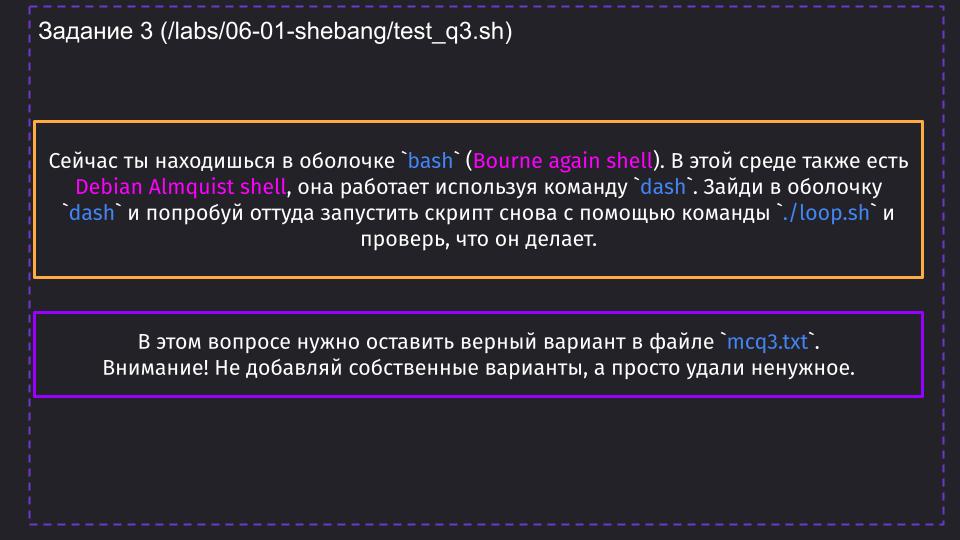 Задание 3 (/labs/06-01-shebang/test_q3.sh)
Сейчас ты находишься в оболочке `bash` (Bourne again shell). В этой среде также есть
Debian Almquist shell, она работает используя команду `dash`. Зайди в оболочку
`dash` и попробуй оттуда запустить скрипт снова с помощью команды `./loop.sh` и
проверь, что он делает.
В этом вопросе нужно оставить верный вариант в файле `mcq3.txt`.
Внимание! Не добавляй собственные варианты, а просто удали ненужное.